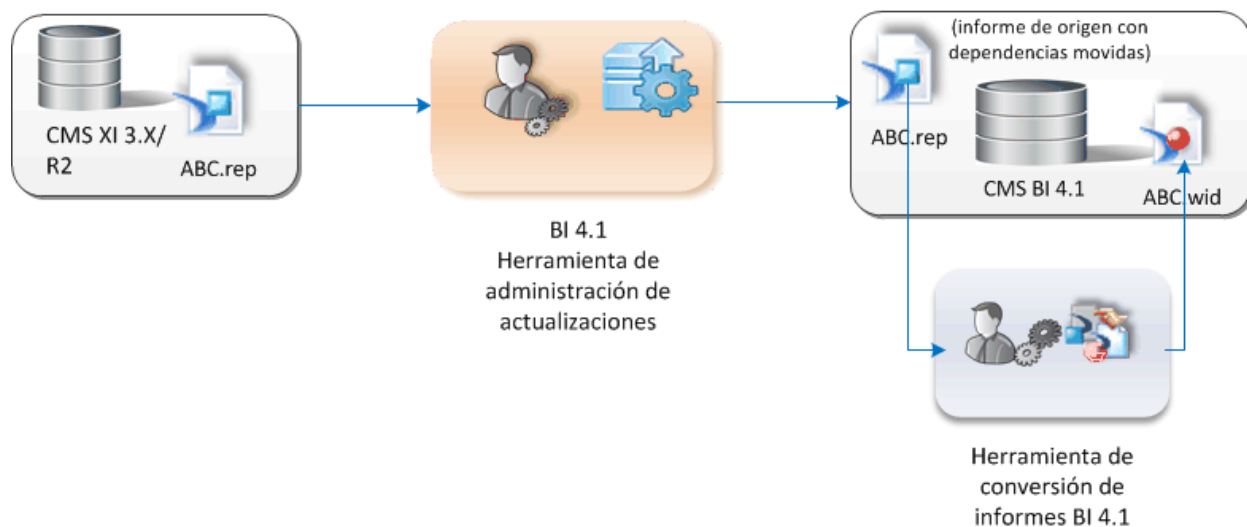 CMS XI 3.X/
R2
ABC.rep
BI 4.1
Herramienta de
administración de
actualizaciones
(informe de origen con
dependencias movidas)
ABC.rep
CMS BI 4.1
ABC.wid
Herramienta de
conversión de
informes BI 4.1